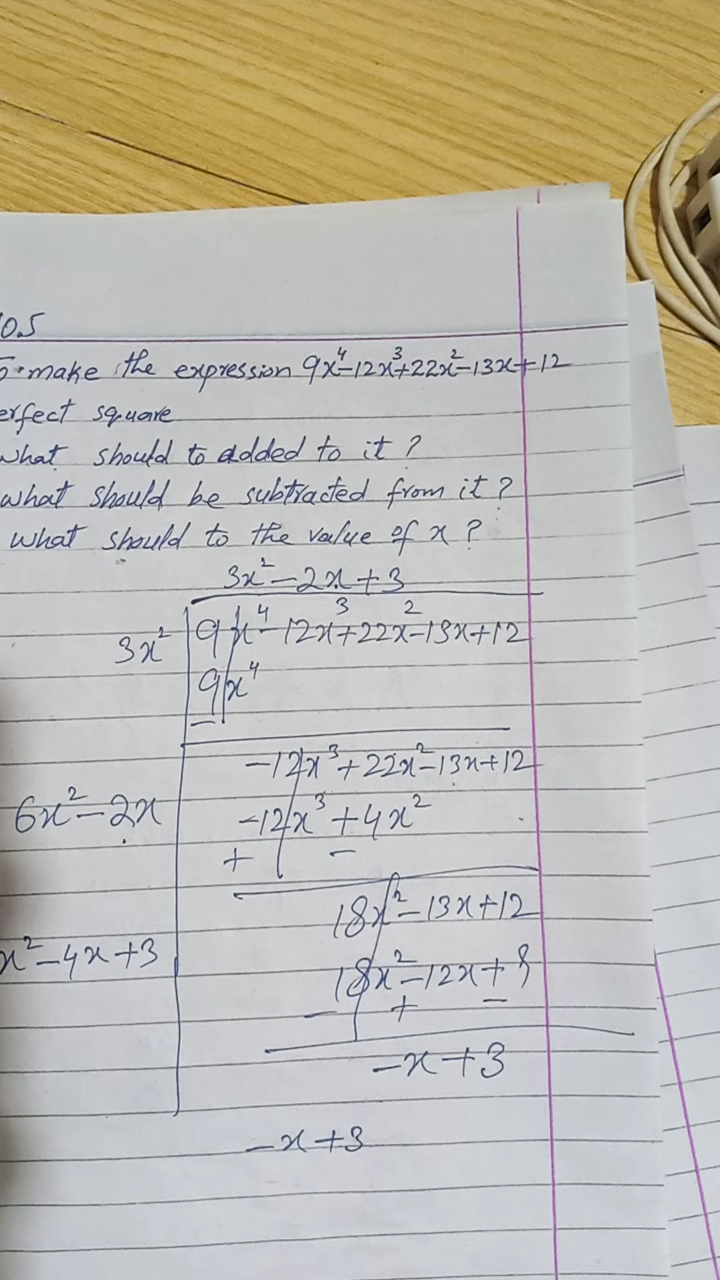 0.5
make the expression 9x⁴-12x³+22x²-13x+12
erfect square
what should to added to it?
what should be subtracted from it?
what should to the value of x?
3x²-2x+3
3x² 9x⁴-12x³+22x²-13x+12
9x⁴
-
-12x³+22x²-13x+12
6x²-2x -12x³+4x²
+ -
18x²-13x+12
x²-4x+3 18x²-12x+9
- + -
-x+3
-x+3